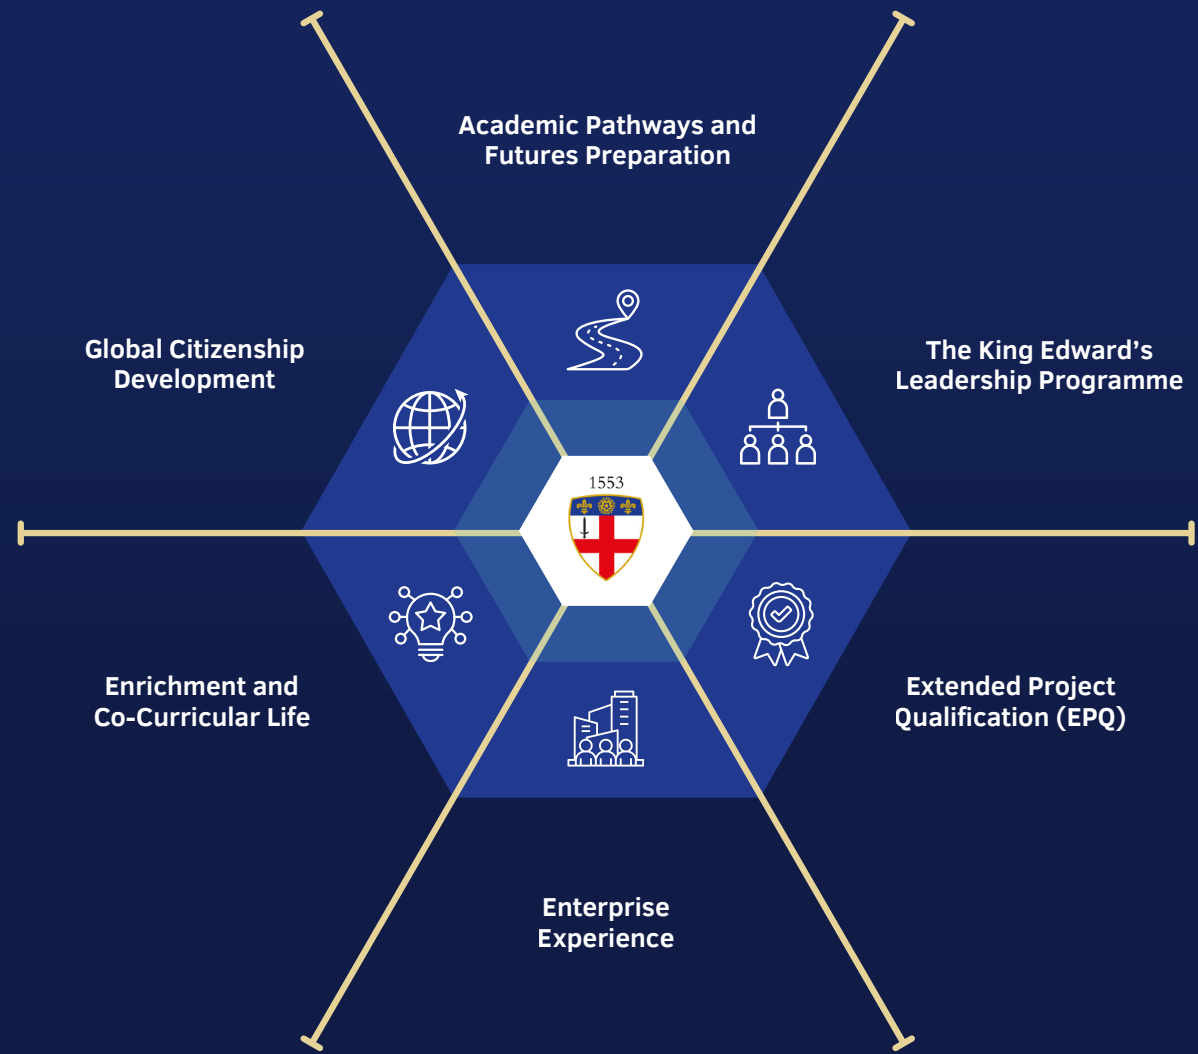 Academic Pathways and
Futures Preparation
Global Citizenship
Development
The King Edward’s
Leadership Programme
1553
Enrichment and
Co-Curricular Life
Extended Project
Qualification (EPQ)
Enterprise
Experience